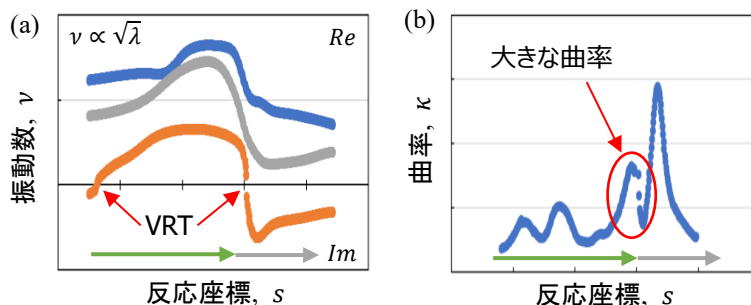 (a)
ν ∝ √λ
Re
振動数, ν
VRT
Im
反応座標, s
(b)
大きな曲率
曲率, κ
反応座標, s